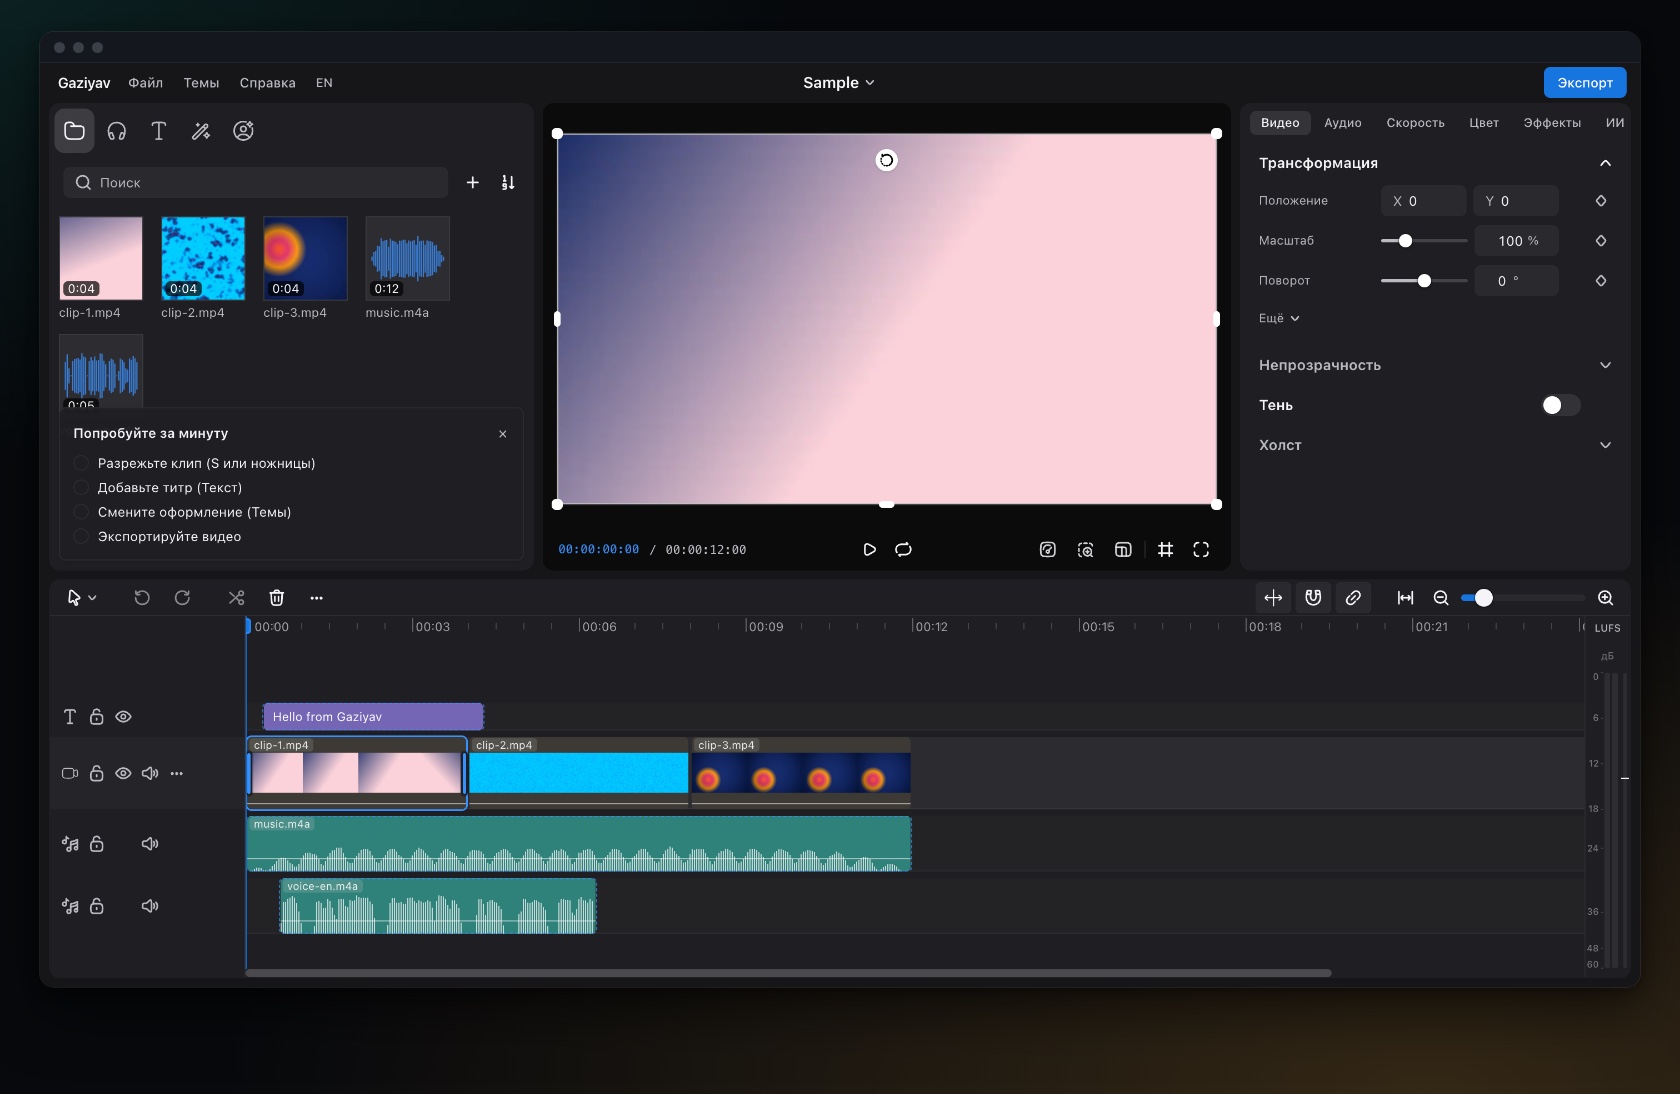 Gaziyav Файл Темы Справка EN
Sample
Экспорт
Поиск
0:04
0:04
0:04
0:12
clip-1.mp4
clip-2.mp4
clip-3.mp4
music.m4a
0:05
Попробуйте за минуту
Разрежьте клип (S или ножницы)
Добавьте титр (Текст)
Смените оформление (Темы)
Экспортируйте видео
00:00:00:00 / 00:00:12:00
Видео Аудио Скорость Цвет Эффекты ИИ
Трансформация
Положение X 0 Y 0
Масштаб 100 %
Поворот 0 °
Ещё
Непрозрачность
Тень
Холст
00:00 00:03 00:06 00:09 00:12 00:15 00:18 00:21
LUFS
дБ
0
6
12
18
24
36
48
60
Hello from Gaziyav
clip-1.mp4
clip-2.mp4
clip-3.mp4
music.m4a
voice-en.m4a